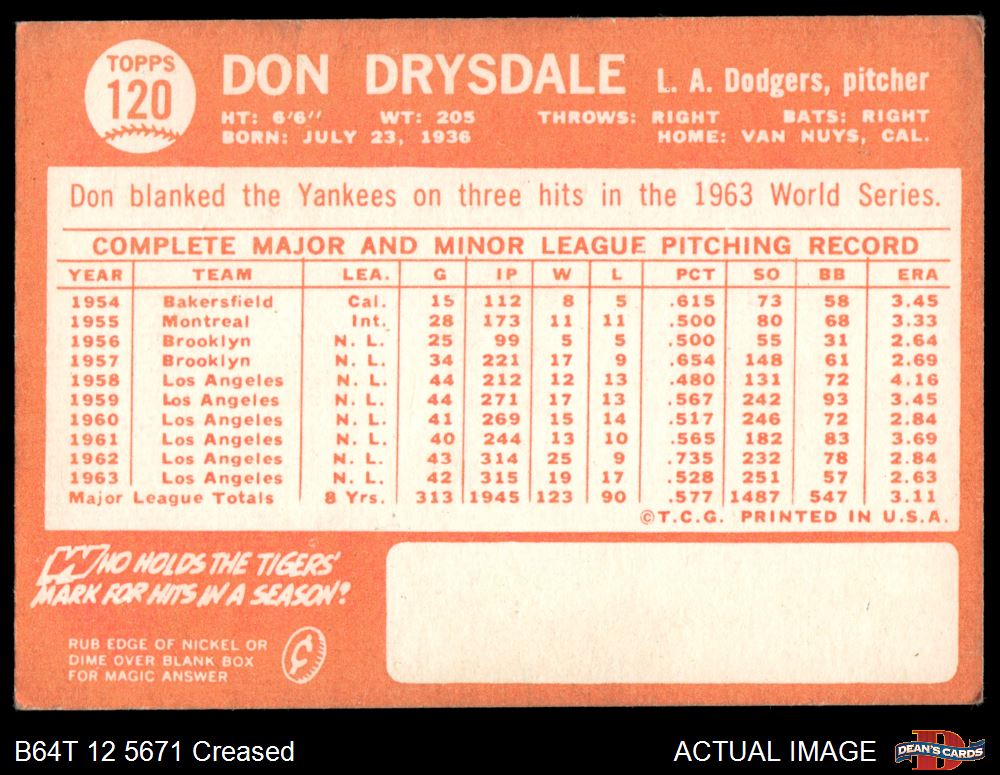 TOPPS
120
DON DRYSDALE L. A. Dodgers, pitcher
HT: 6'6" WT: 205 THROWS: RIGHT BATS: RIGHT
BORN: JULY 23, 1936 HOME: VAN NUYS, CAL.
Don blanked the Yankees on three hits in the 1963 World Series.
COMPLETE MAJOR AND MINOR LEAGUE PITCHING RECORD
YEAR TEAM LEA. G IP W L PCT SO BB ERA
1954 Bakersfield Cal. 15 112 8 5 .615 73 58 3.45
1955 Montreal Int. 28 173 11 11 .500 80 68 3.33
1956 Brooklyn N. L. 25 99 5 5 .500 55 31 2.64
1957 Brooklyn N. L. 34 221 17 9 .654 148 61 2.69
1958 Los Angeles N. L. 44 212 12 13 .480 131 72 4.16
1959 Los Angeles N. L. 44 271 17 13 .567 242 93 3.45
1960 Los Angeles N. L. 41 269 15 14 .517 246 72 2.84
1961 Los Angeles N. L. 40 244 13 10 .565 182 83 3.69
1962 Los Angeles N. L. 43 314 25 9 .735 232 78 2.84
1963 Los Angeles N. L. 42 315 19 17 .528 251 57 2.63
Major League Totals 8 Yrs. 313 1945 123 90 .577 1487 547 3.11
©T.C.G. PRINTED IN U.S.A.
WHO HOLDS THE TIGERS'
MARK FOR HITS IN A SEASON?
RUB EDGE OF NICKEL OR
DIME OVER BLANK BOX
FOR MAGIC ANSWER
B64T 12 5671 Creased ACTUAL IMAGE DEAN'S CARDS